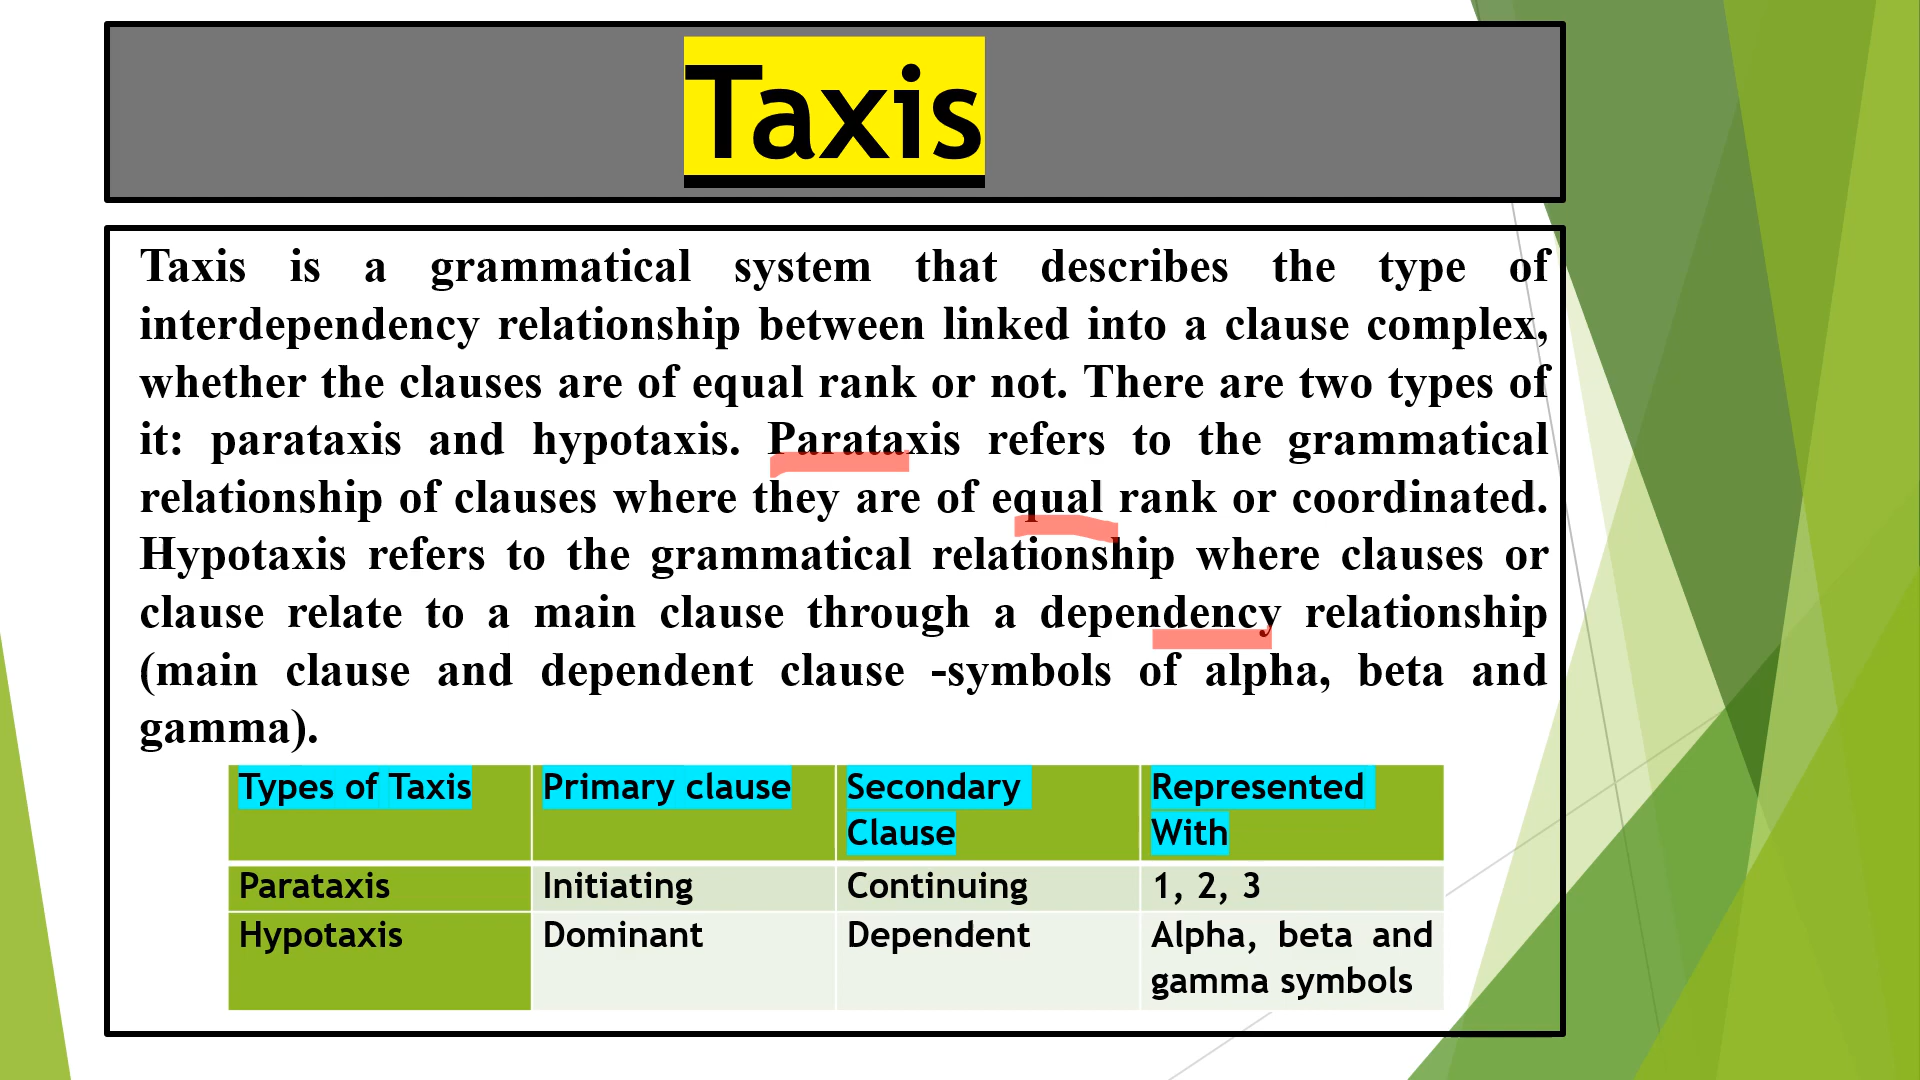 Taxis
Taxis is a grammatical system that describes the type of
interdependency relationship between linked into a clause complex,
whether the clauses are of equal rank or not. There are two types of
it: parataxis and hypotaxis. Parataxis refers to the grammatical
relationship of clauses where they are of equal rank or coordinated.
Hypotaxis refers to the grammatical relationship where clauses or
clause relate to a main clause through a dependency relationship
(main clause and dependent clause -symbols of alpha, beta and
gamma).
Types of Taxis Primary clause Secondary Clause Represented With
Parataxis Initiating Continuing 1, 2, 3
Hypotaxis Dominant Dependent Alpha, beta and gamma symbols